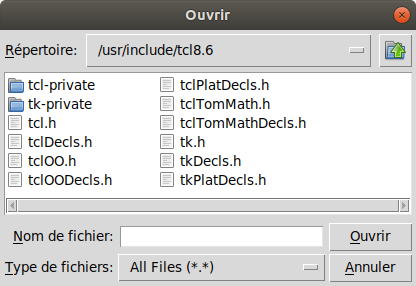 Ouvrir
Répertoire: /usr/include/tcl8.6
tcl-private
tk-private
tcl.h
tclDecls.h
tclOO.h
tclOODecls.h
tclPlatDecls.h
tclTomMath.h
tclTomMathDecls.h
tk.h
tkDecls.h
tkPlatDecls.h
Nom de fichier: Ouvrir
Type de fichiers: All Files (*.*) Annuler